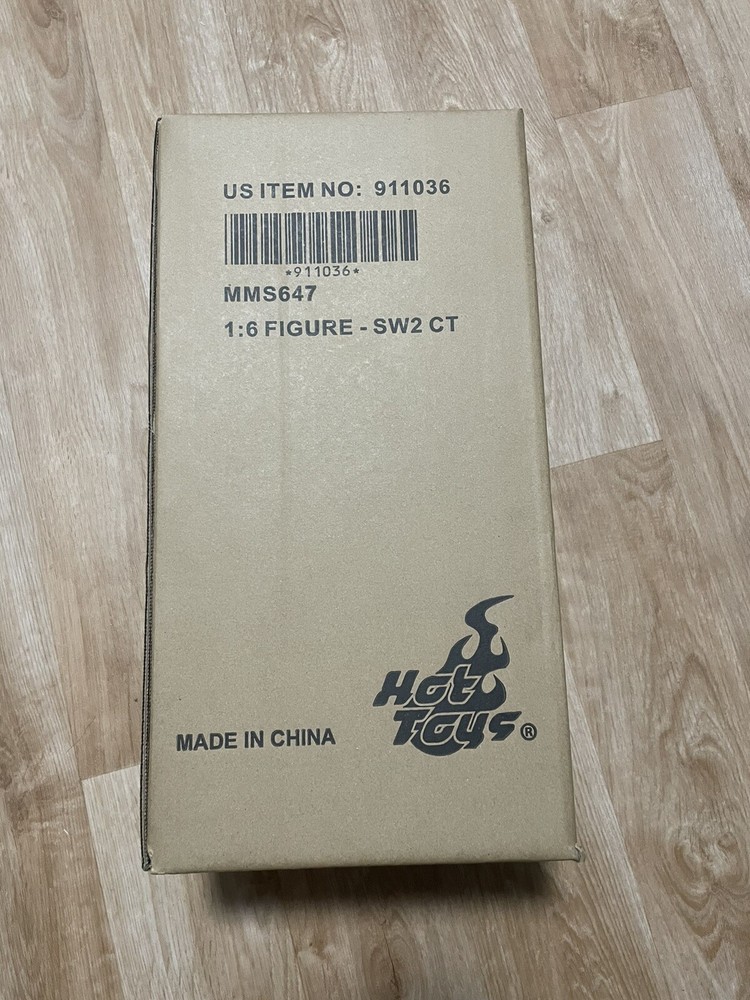 US ITEM NO: 911036
*911036*
MMS647
1:6 FIGURE - SW2 CT
Hot
Toys®
MADE IN CHINA